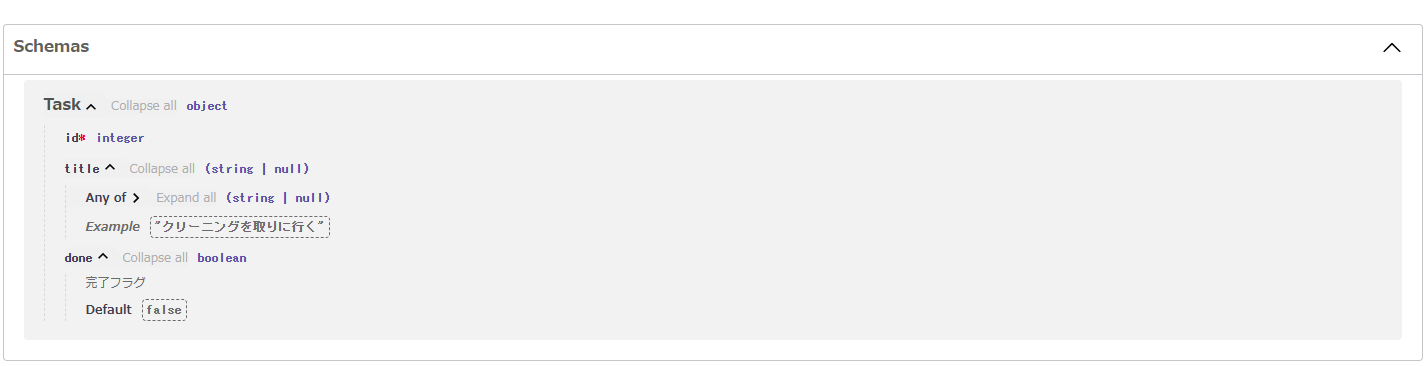 Schemas
Task Collapse all object
id* integer
title Collapse all (string | null)
Any of Expand all (string | null)
Example "クリーニングを取りに行く"
done Collapse all boolean
完了フラグ
Default false